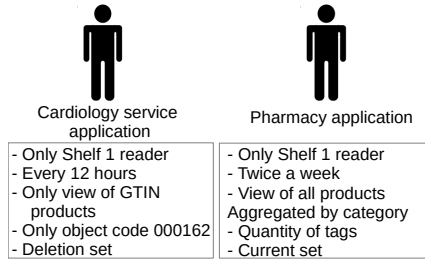 Cardiology service
application
- Only Shelf 1 reader
- Every 12 hours
- Only view of GTIN
products
- Only object code 000162
- Deletion set
Pharmacy application
- Only Shelf 1 reader
- Twice a week
- View of all products
Aggregated by category
- Quantity of tags
- Current set